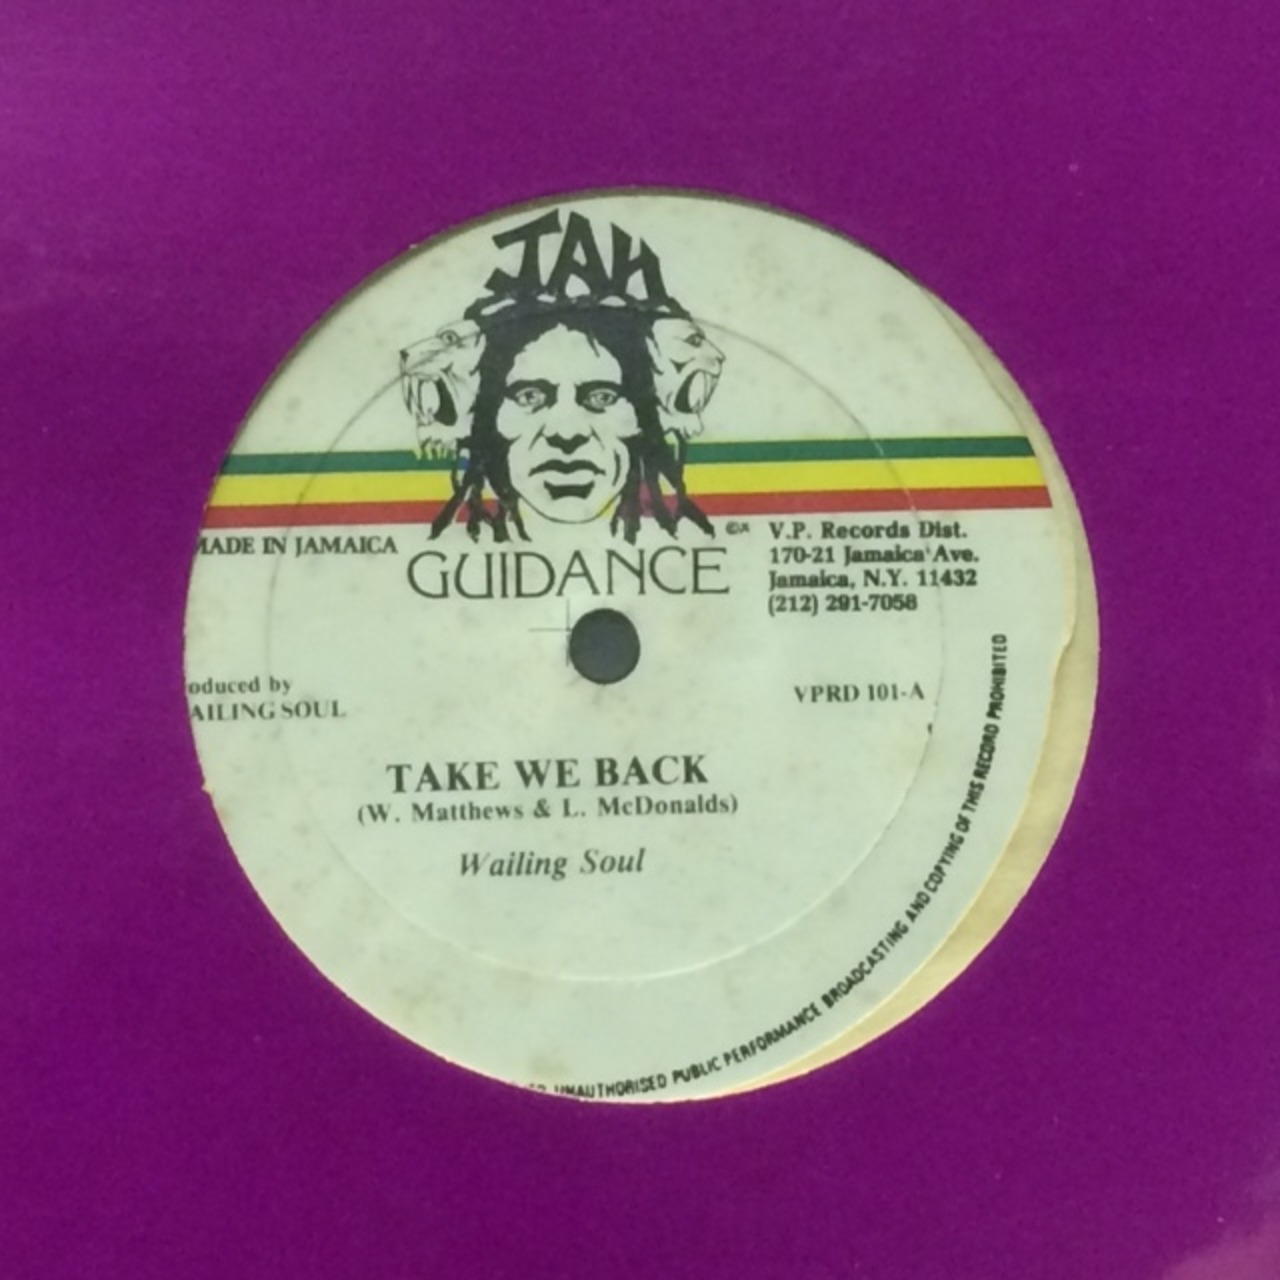 JAH
GUIDANCE
MADE IN JAMAICA
V.P. Records Dist.
170-21 Jamaica Ave.
Jamaica, N.Y. 11432
(212) 291-7058
oduced by
AILING SOUL
VPRD 101-A
TAKE WE BACK
(W. Matthews & L. McDonalds)
Wailing Soul
UNAUTHORISED PUBLIC PERFORMANCE BROADCASTING AND COPYING OF THIS RECORD PROHIBITED